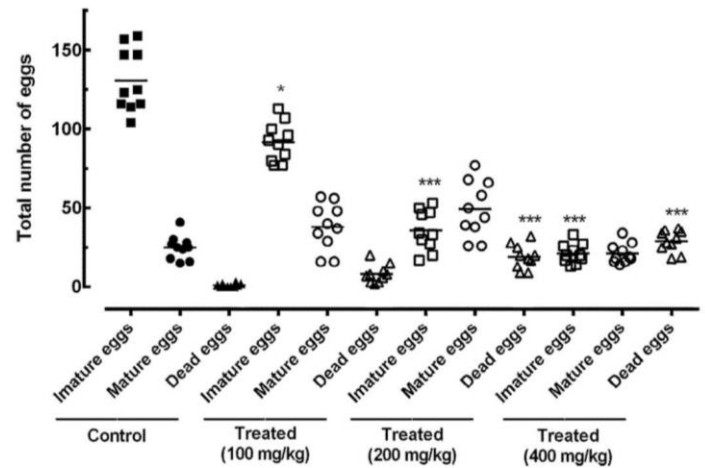 Total number of eggs
150
100
50
0
*
***
***
***
***
Imature eggs
Mature eggs
Dead eggs
Imature eggs
Mature eggs
Dead eggs
Imature eggs
Mature eggs
Dead eggs
Imature eggs
Mature eggs
Dead eggs
Control
Treated
(100 mg/kg)
Treated
(200 mg/kg)
Treated
(400 mg/kg)